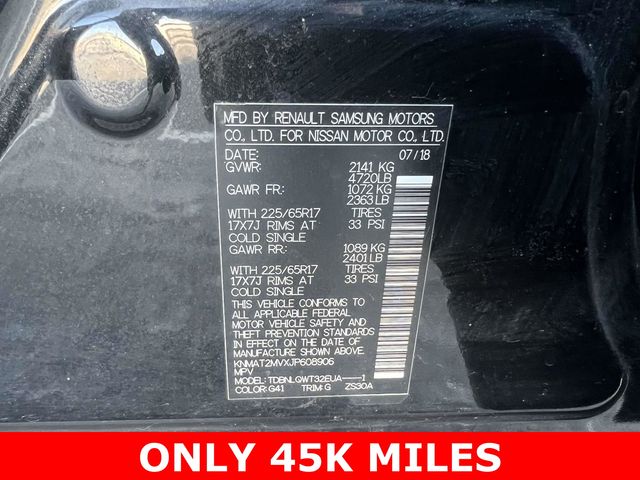 MFD BY RENAULT SAMSUNG MOTORS
CO., LTD. FOR NISSAN MOTOR CO., LTD.
DATE: 07/18
GVWR: 2141 KG
4720LB
GAWR FR: 1072 KG
2363 LB
WITH 225/65R17 TIRES
17X7J RIMS AT 33 PSI
COLD SINGLE
GAWR RR: 1089 KG
2401 LB
WITH 225/65R17 TIRES
17X7J RIMS AT 33 PSI
COLD SINGLE
THIS VEHICLE CONFORMS TO
ALL APPLICABLE FEDERAL
MOTOR VEHICLE SAFETY AND
THEFT PREVENTION STANDARDS
IN EFFECT ON THE DATE OF
MANUFACTURE SHOWN ABOVE.
KNMAT2MVXJP608906
MPV
MODEL: TDBNLQWT32EUA——1
COLOR: G41 TRIM: G ZS30A
ONLY 45K MILES